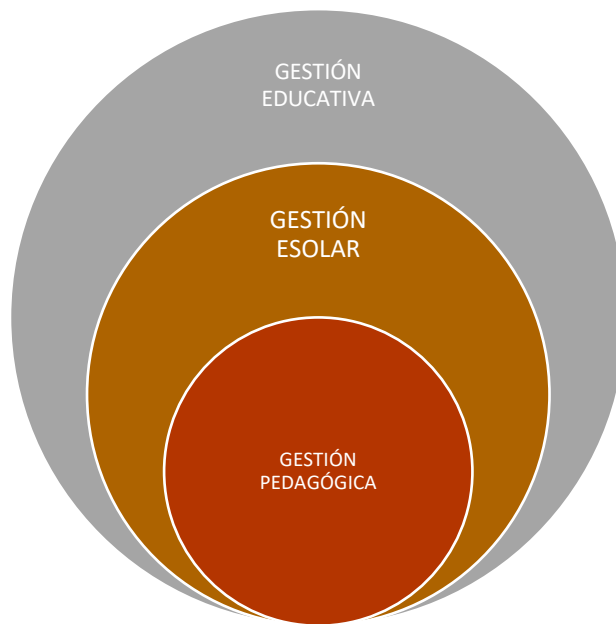 GESTIÓN
EDUCATIVA
GESTIÓN
ESOLAR
GESTIÓN
PEDAGÓGICA